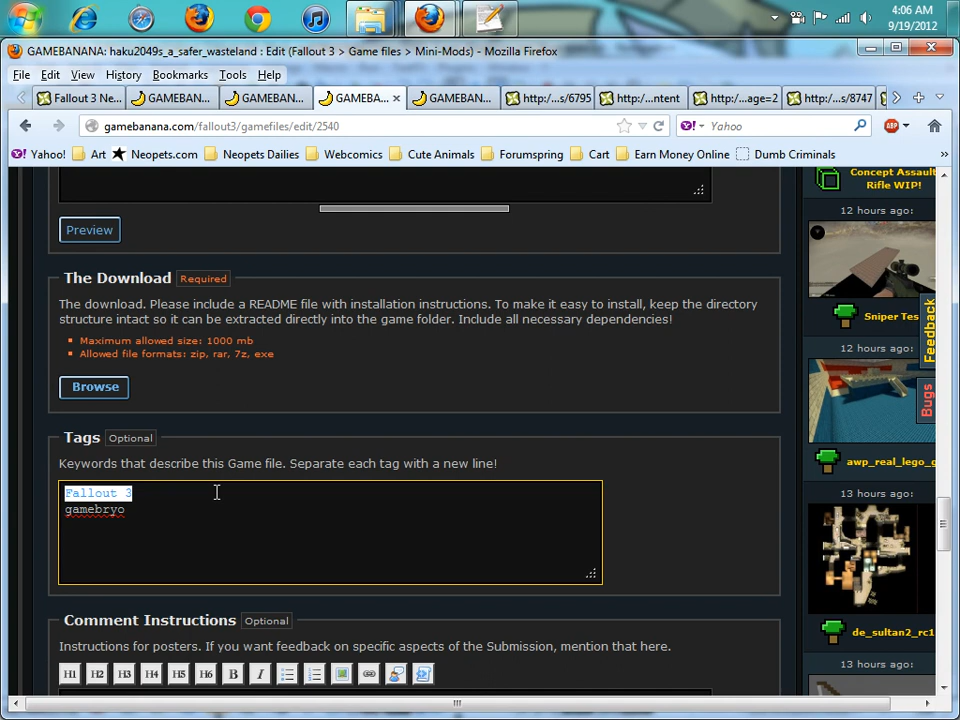 4:06 AM
9/19/2012
GAMEBANANA: haku2049s_a_safer_wasteland : Edit (Fallout 3 > Game files > Mini-Mods) - Mozilla Firefox
File Edit View History Bookmarks Tools Help
Fallout 3 Ne... GAMEBAN... GAMEBAN... GAMEBA... GAMEBAN... http:/...s/6795 http:/...ntent http:/...age=2 http:/...s/8747
gamebanana.com/fallout3/gamefiles/edit/2540 Yahoo ABP
Yahoo! Art Neopets.com Neopets Dailies Webcomics Cute Animals Forumspring Cart Earn Money Online Dumb Criminals »
Preview
The Download Required
The download. Please include a README file with installation instructions. To make it easy to install, keep the directory
structure intact so it can be extracted directly into the game folder. Include all necessary dependencies!
Maximum allowed size: 1000 mb
Allowed file formats: zip, rar, 7z, exe
Browse
Tags Optional
Keywords that describe this Game file. Separate each tag with a new line!
Fallout 3
gamebryo
Comment Instructions Optional
Instructions for posters. If you want feedback on specific aspects of the Submission, mention that here.
H1 H2 H3 H4 H5 H6 B I
Concept Assault
Rifle WIP!
12 hours ago:
Sniper Tes
12 hours ago:
awp_real_lego_g
13 hours ago:
de_sultan2_rc1
13 hours ago:
Feedback
Bugs